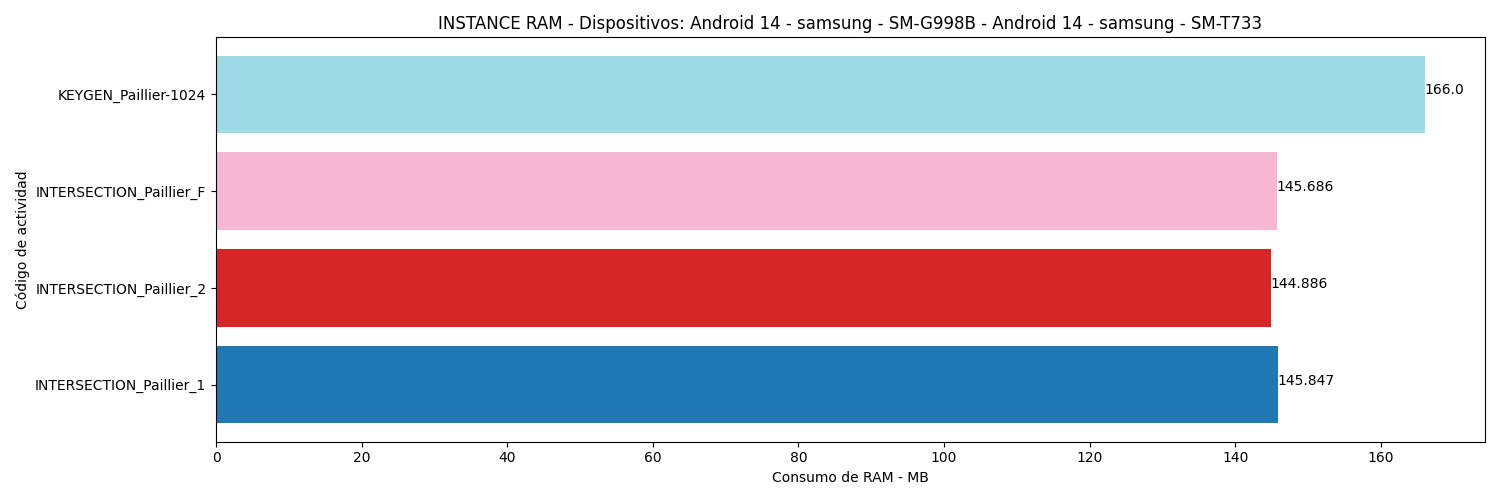 INSTANCE RAM - Dispositivos: Android 14 - samsung - SM-G998B - Android 14 - samsung - SM-T733
Código de actividad
KEYGEN_Paillier-1024
166.0
INTERSECTION_Paillier_F
145.686
INTERSECTION_Paillier_2
144.886
INTERSECTION_Paillier_1
145.847
0 20 40 60 80 100 120 140 160
Consumo de RAM - MB